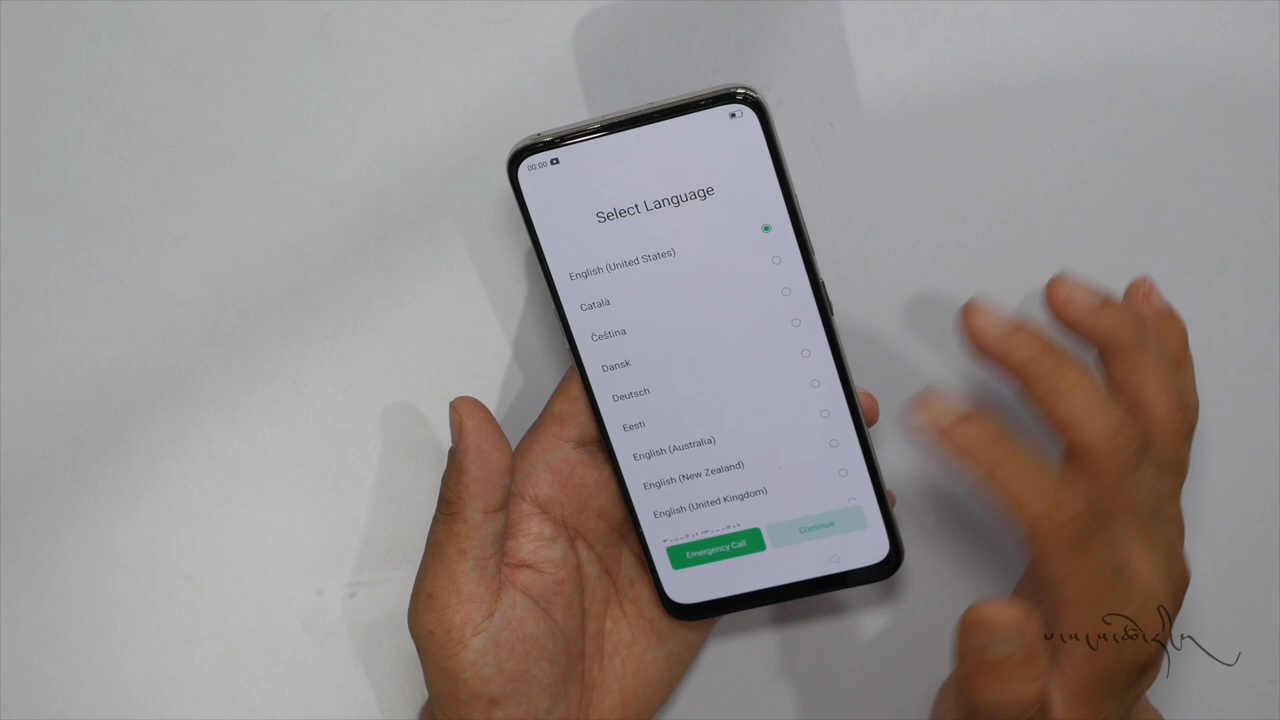 00:00
Select Language
English (United States)
Català
Čeština
Dansk
Deutsch
Eesti
English (Australia)
English (New Zealand)
English (United Kingdom)
Emergency Call
Continue